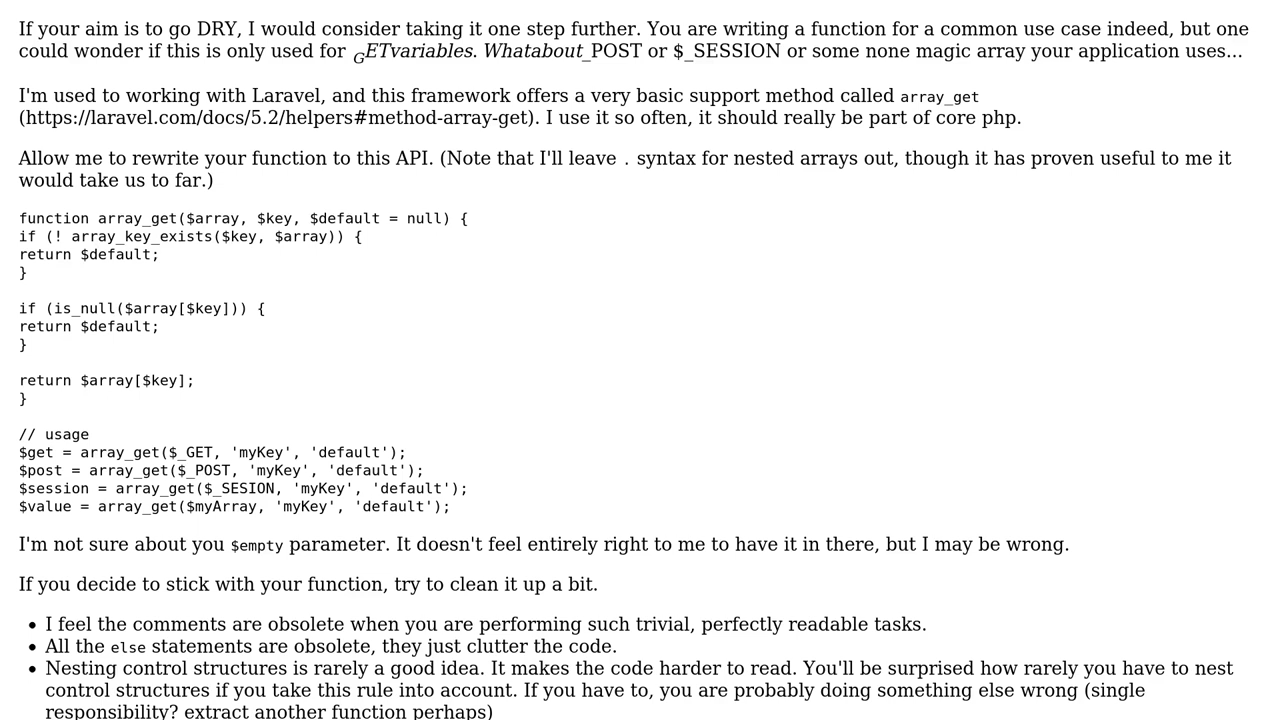 If your aim is to go DRY, I would consider taking it one step further. You are writing a function for a common use case indeed, but one
could wonder if this is only used for GETvariables. Whatabout_POST or $_SESSION or some none magic array your application uses...
I'm used to working with Laravel, and this framework offers a very basic support method called array_get
(https://laravel.com/docs/5.2/helpers#method-array-get). I use it so often, it should really be part of core php.
Allow me to rewrite your function to this API. (Note that I'll leave . syntax for nested arrays out, though it has proven useful to me it
would take us to far.)
function array_get($array, $key, $default = null) {
if (! array_key_exists($key, $array)) {
return $default;
}
if (is_null($array[$key])) {
return $default;
}
return $array[$key];
}
// usage
$get = array_get($_GET, 'myKey', 'default');
$post = array_get($_POST, 'myKey', 'default');
$session = array_get($_SESION, 'myKey', 'default');
$value = array_get($myArray, 'myKey', 'default');
I'm not sure about you $empty parameter. It doesn't feel entirely right to me to have it in there, but I may be wrong.
If you decide to stick with your function, try to clean it up a bit.
• I feel the comments are obsolete when you are performing such trivial, perfectly readable tasks.
• All the else statements are obsolete, they just clutter the code.
• Nesting control structures is rarely a good idea. It makes the code harder to read. You'll be surprised how rarely you have to nest
control structures if you take this rule into account. If you have to, you are probably doing something else wrong (single
responsibility? extract another function perhaps)